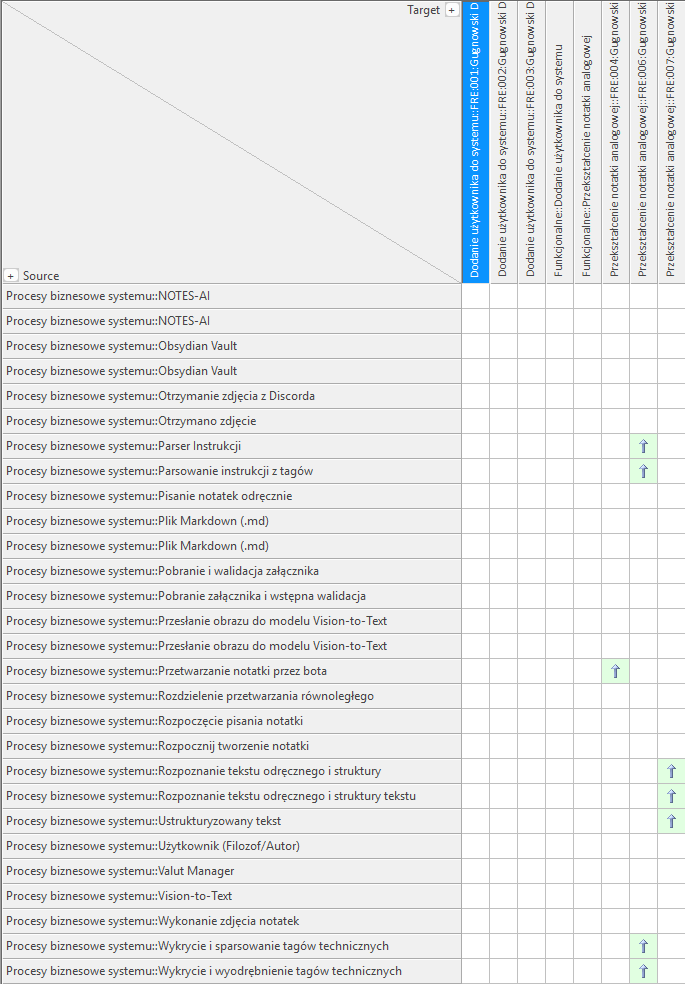 Target +
Dodanie użytkownika do systemu::FRE:001:Gugnowski D
Dodanie użytkownika do systemu::FRE:002:Gugnowski D
Dodanie użytkownika do systemu::FRE:003:Gugnowski D
Funkcjonalne::Dodanie użytkownika do systemu
Funkcjonalne::Przekształcenie notatki analogowej
Przekształcenie notatki analogowej::FRE:004:Gugnowski
Przekształcenie notatki analogowej::FRE:006:Gugnowski
Przekształcenie notatki analogowej::FRE:007:Gugnowski
+ Source
Procesy biznesowe systemu::NOTES-AI
Procesy biznesowe systemu::NOTES-AI
Procesy biznesowe systemu::Obsydian Vault
Procesy biznesowe systemu::Obsydian Vault
Procesy biznesowe systemu::Otrzymanie zdjęcia z Discorda
Procesy biznesowe systemu::Otrzymano zdjęcie
Procesy biznesowe systemu::Parser Instrukcji
Procesy biznesowe systemu::Parsowanie instrukcji z tagów
Procesy biznesowe systemu::Pisanie notatek odręcznie
Procesy biznesowe systemu::Plik Markdown (.md)
Procesy biznesowe systemu::Plik Markdown (.md)
Procesy biznesowe systemu::Pobranie i walidacja załącznika
Procesy biznesowe systemu::Pobranie załącznika i wstępna walidacja
Procesy biznesowe systemu::Przesłanie obrazu do modelu Vision-to-Text
Procesy biznesowe systemu::Przesłanie obrazu do modelu Vision-to-Text
Procesy biznesowe systemu::Przetwarzanie notatki przez bota
Procesy biznesowe systemu::Rozdzielenie przetwarzania równoległego
Procesy biznesowe systemu::Rozpoczęcie pisania notatki
Procesy biznesowe systemu::Rozpocznij tworzenie notatki
Procesy biznesowe systemu::Rozpoznanie tekstu odręcznego i struktury
Procesy biznesowe systemu::Rozpoznanie tekstu odręcznego i struktury tekstu
Procesy biznesowe systemu::Ustrukturyzowany tekst
Procesy biznesowe systemu::Użytkownik (Filozof/Autor)
Procesy biznesowe systemu::Valut Manager
Procesy biznesowe systemu::Vision-to-Text
Procesy biznesowe systemu::Wykonanie zdjęcia notatek
Procesy biznesowe systemu::Wykrycie i sparsowanie tagów technicznych
Procesy biznesowe systemu::Wykrycie i wyodrębnienie tagów technicznych